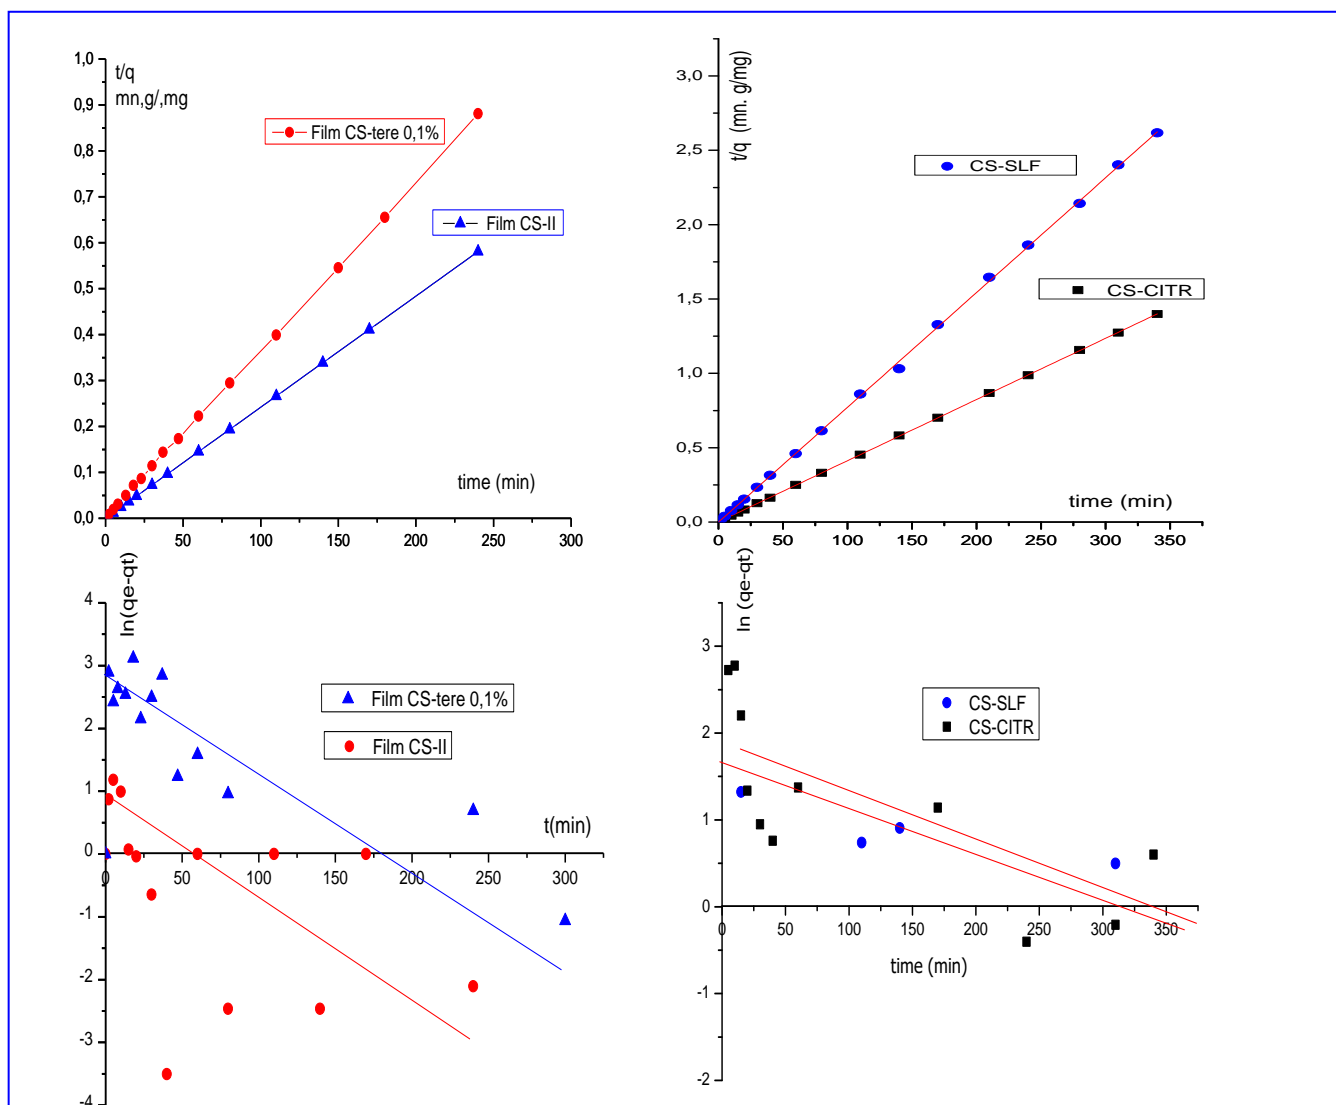 t/q
mn,g/,mg
1,0
0,9
0,8
0,7
0,6
0,5
0,4
0,3
0,2
0,1
0,0
Film CS-tere 0,1%
Film CS-II
time (min)
0 50 100 150 200 250 300
t/q (mn. g/mg)
3,0
2,5
2,0
1,5
1,0
0,5
0,0
CS-SLF
CS-CITR
time (min)
0 50 100 150 200 250 300 350
ln(qe-qt)
4
3
2
1
0
-1
-2
-3
-4
Film CS-tere 0,1%
Film CS-II
t(min)
0 50 100 150 200 250 300
ln (qe-qt)
3
2
1
0
-1
-2
CS-SLF
CS-CITR
0 50 100 150 200 250 300 350
time (min)